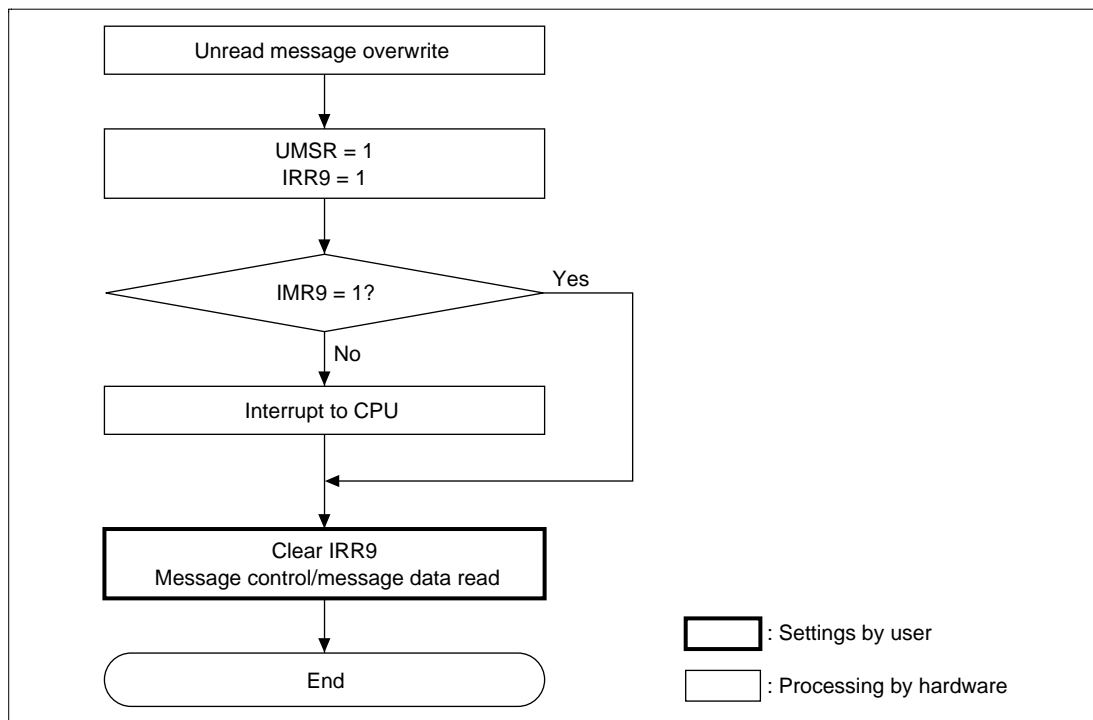 Unread message overwrite
UMSR = 1
IRR9 = 1
IMR9 = 1?
Yes
No
Interrupt to CPU
Clear IRR9
Message control/message data read
End
: Settings by user
: Processing by hardware